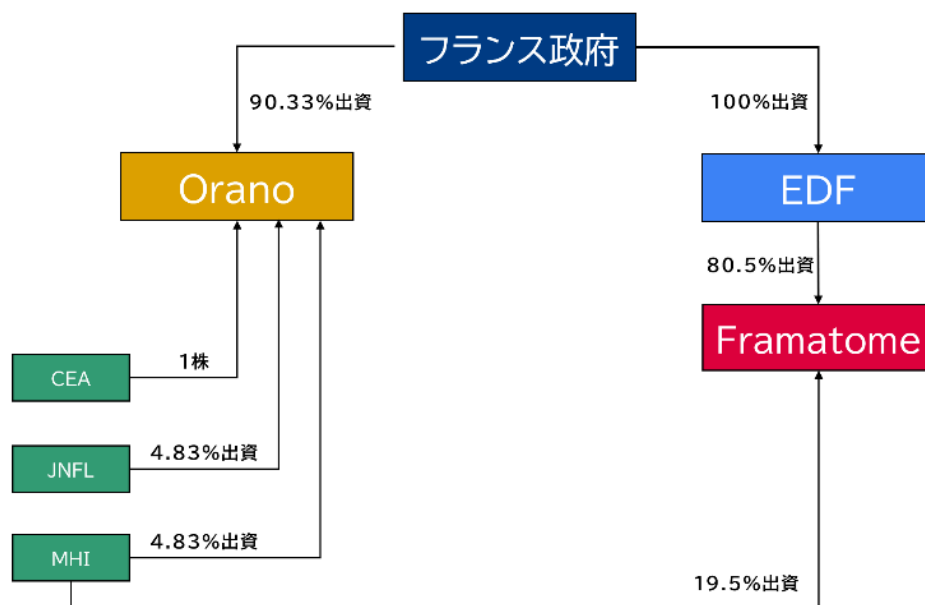 フランス政府
90.33%出資
100%出資
Orano
EDF
80.5%出資
Framatome
CEA
1株
JNFL
4.83%出資
MHI
4.83%出資
19.5%出資